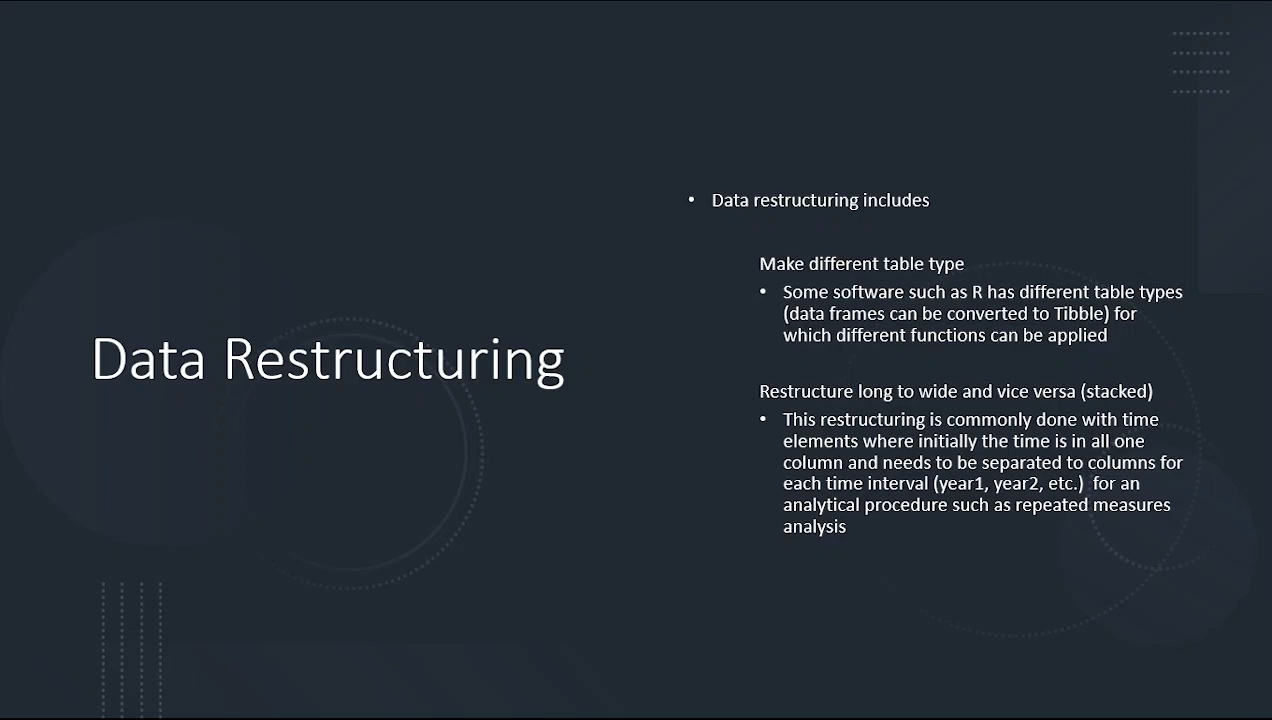 Data Restructuring
• Data restructuring includes
Make different table type
• Some software such as R has different table types
(data frames can be converted to Tibble) for
which different functions can be applied
Restructure long to wide and vice versa (stacked)
• This restructuring is commonly done with time
elements where initially the time is in all one
column and needs to be separated to columns for
each time interval (year1, year2, etc.)  for an
analytical procedure such as repeated measures
analysis